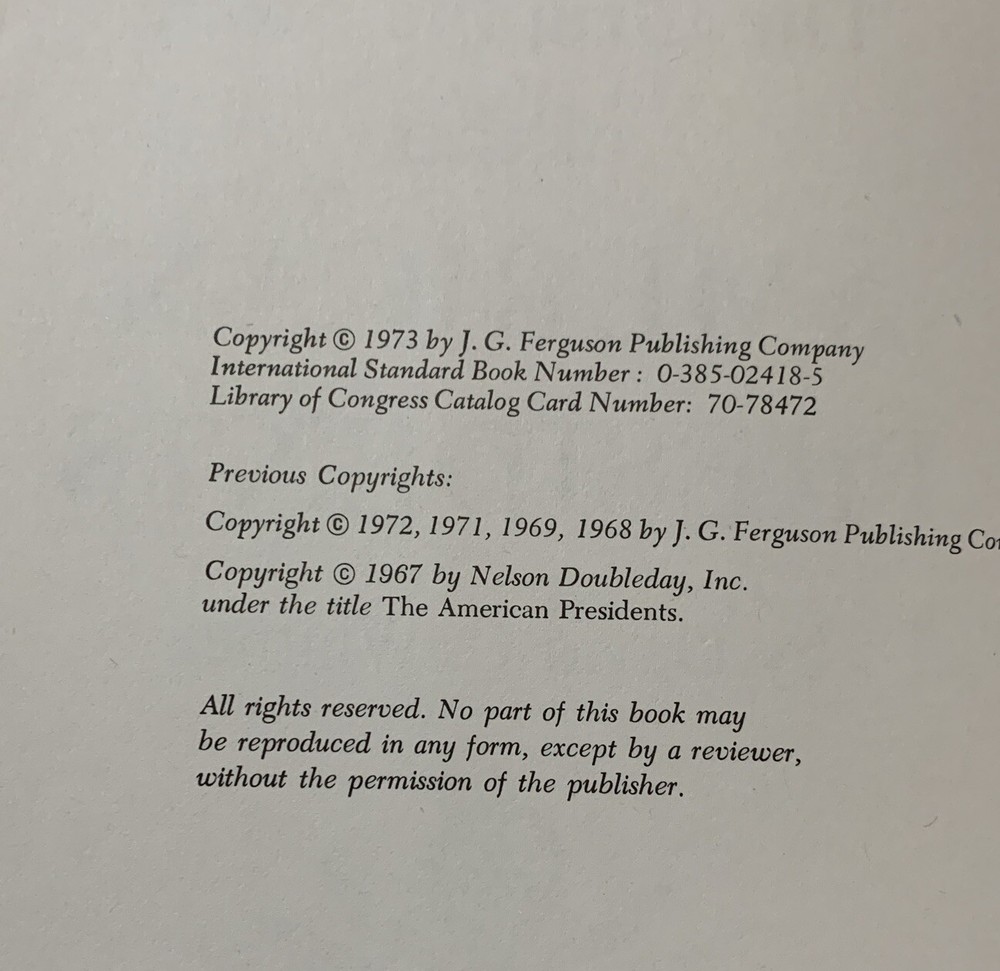 Copyright © 1973 by J. G. Ferguson Publishing Company
International Standard Book Number : 0-385-02418-5
Library of Congress Catalog Card Number: 70-78472
Previous Copyrights:
Copyright © 1972, 1971, 1969, 1968 by J. G. Ferguson Publishing
Copyright © 1967 by Nelson Doubleday, Inc.
under the title The American Presidents.
All rights reserved. No part of this book may
be reproduced in any form, except by a reviewer,
without the permission of the publisher.